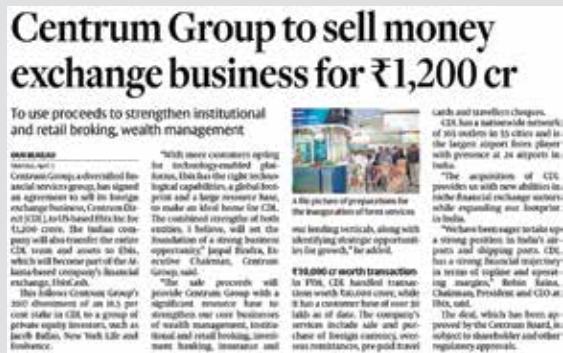 Centrum Group to sell money
exchange business for ₹1,200 cr
To use proceeds to strengthen institutional
and retail broking, wealth management
OUR BUREAU
Centrum Group, a diversified fin-
ancial services group, has signed
an agreement to sell its foreign
exchange business, Centrum Dir-
ect (CDL), to US-based Ebix Inc for
₹1,200 crore. The Indian com-
pany will also transfer the entire
CDL team and assets to Ebix,
which will become part of the At-
lanta-based company's financial
exchange, EbixCash.
This follows Centrum Group's
2017 divestment of an
cent stake in CDL to a group of
private equity investors, such as
Jacob Ballas, New York Life and
Evolvence.
"With more customers opting
for technology-enabled plat-
forms, Ebix has the right techno-
logical capabilities, a global foot-
print and a large resource base,
to make an ideal home for CDL.
The combined strengths of both
entities, I believe, will set the
foundation of a strong business
opportunity," Jaspal Bindra, Ex-
ecutive Chairman, Centrum
Group, said.
"The sale proceeds will
provide Centrum Group with a
significant resource base to
strengthen our core businesses
of wealth management, institu-
tional and retail broking, invest-
ment banking, insurance and
A file picture of preparations for
the inauguration of forex services
our lending verticals, along with
identifying strategic opportuni-
ties for growth," he added.
₹10,000 cr worth transaction
In FY18, CDL handled transac-
tions worth ₹10,000 crore, while
it has a customer base of over
lakhs as of date. The company's
services include sale and pur-
chase of foreign currency, over-
seas remittances, pre-paid travel
cards and travellers cheques.
CDL has a nationwide network
of outlets in cities and is
the largest airport forex player
with presence at airports in
India.
"The acquisition of CDL
provides us with new abilities in
niche financial exchange sectors
while expanding our footprint
in India.
"We have been eager to take up
a strong position in India's air-
ports and shipping ports. CDL
has a strong financial trajectory
in terms of topline and operat-
ing margins," Robin Raina,
Chairman, President and CEO at
Ebix, said.
The deal, which has been ap-
proved by the Centrum Board, is
subject to shareholder and other
regulatory approvals.